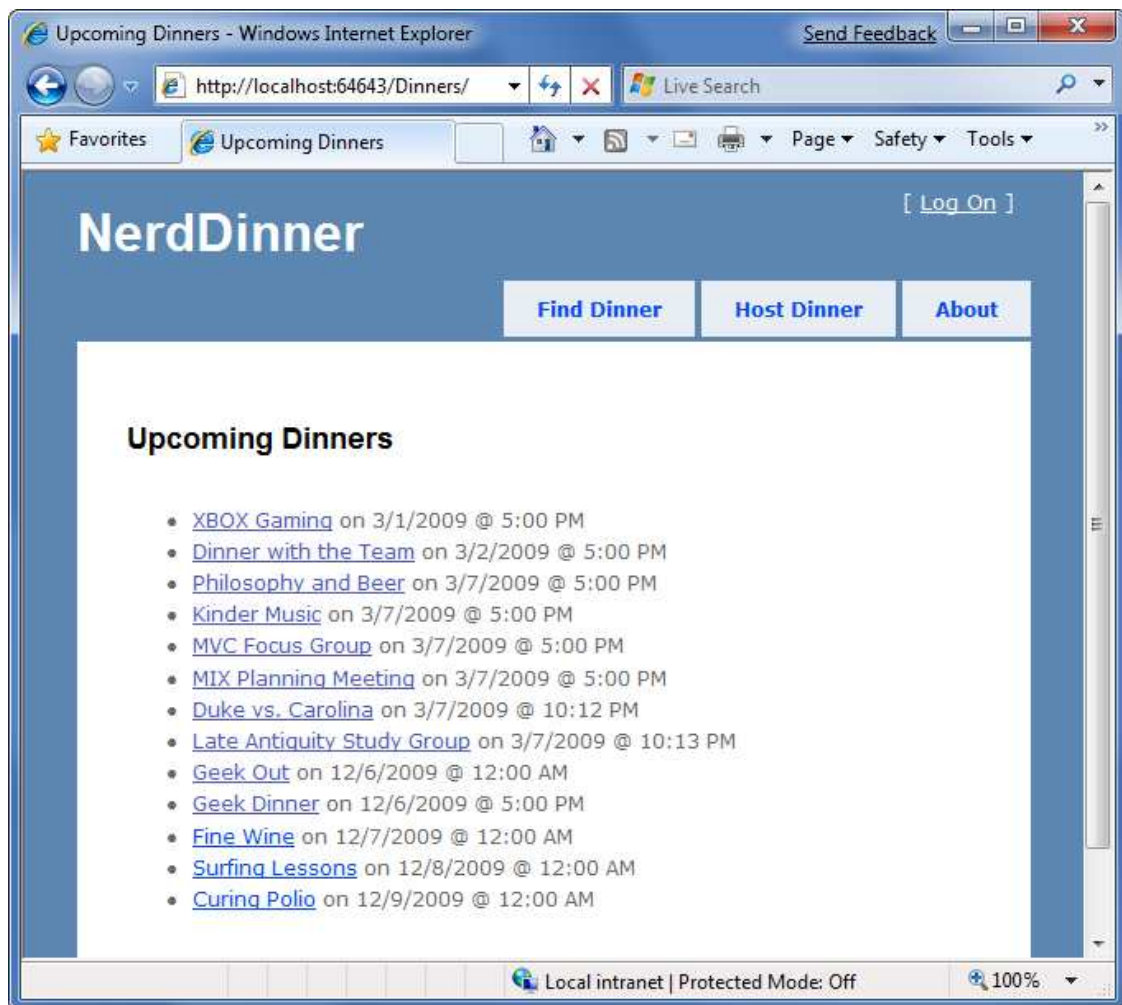 Upcoming Dinners - Windows Internet Explorer
Send Feedback
http://localhost:64643/Dinners/
Live Search
Favorites
Upcoming Dinners
Page
Safety
Tools
[ Log On ]
NerdDinner
Find Dinner
Host Dinner
About
Upcoming Dinners
XBOX Gaming on 3/1/2009 @ 5:00 PM
Dinner with the Team on 3/2/2009 @ 5:00 PM
Philosophy and Beer on 3/7/2009 @ 5:00 PM
Kinder Music on 3/7/2009 @ 5:00 PM
MVC Focus Group on 3/7/2009 @ 5:00 PM
MIX Planning Meeting on 3/7/2009 @ 5:00 PM
Duke vs. Carolina on 3/7/2009 @ 10:12 PM
Late Antiquity Study Group on 3/7/2009 @ 10:13 PM
Geek Out on 12/6/2009 @ 12:00 AM
Geek Dinner on 12/6/2009 @ 5:00 PM
Fine Wine on 12/7/2009 @ 12:00 AM
Surfing Lessons on 12/8/2009 @ 12:00 AM
Curing Polio on 12/9/2009 @ 12:00 AM
Local intranet | Protected Mode: Off
100%